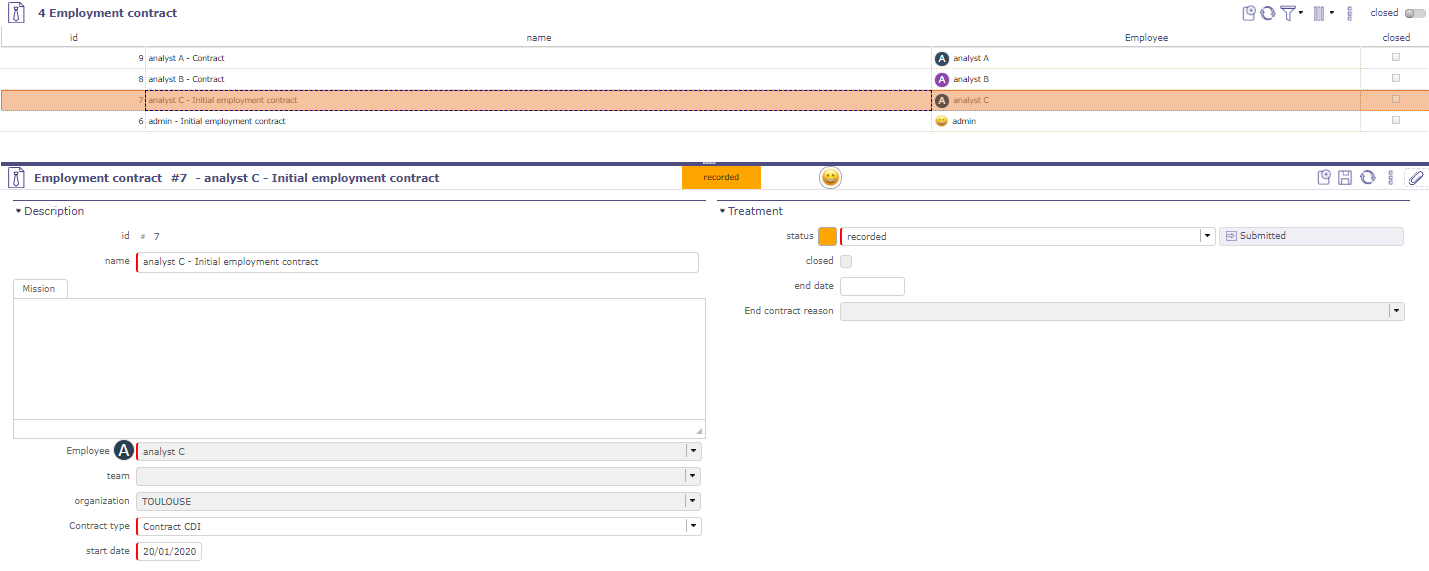 4 Employment contract closed
id name Employee closed
9 analyst A - Contract A analyst A
8 analyst B - Contract A analyst B
7 analyst C - Initial employment contract A analyst C
6 admin - Initial employment contract admin
Employment contract #7 - analyst C - Initial employment contract recorded
Description
id # 7
name analyst C - Initial employment contract
Mission
Employee A analyst C
team
organization TOULOUSE
Contract type Contract CDI
start date 20/01/2020
Treatment
status recorded Submitted
closed
end date
End contract reason